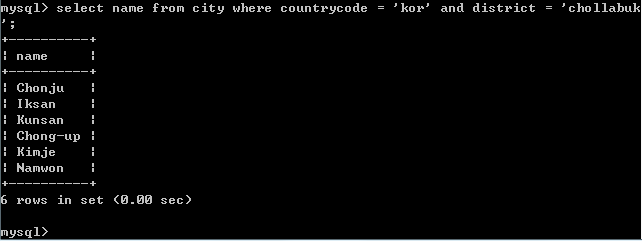 mysql> select name from city where countrycode = 'kor' and district = 'chollabuk
';
+----------+
| name     |
+----------+
| Chonju   |
| Iksan    |
| Kunsan   |
| Chong-up |
| Kimje    |
| Namwon   |
+----------+
6 rows in set (0.00 sec)
mysql>